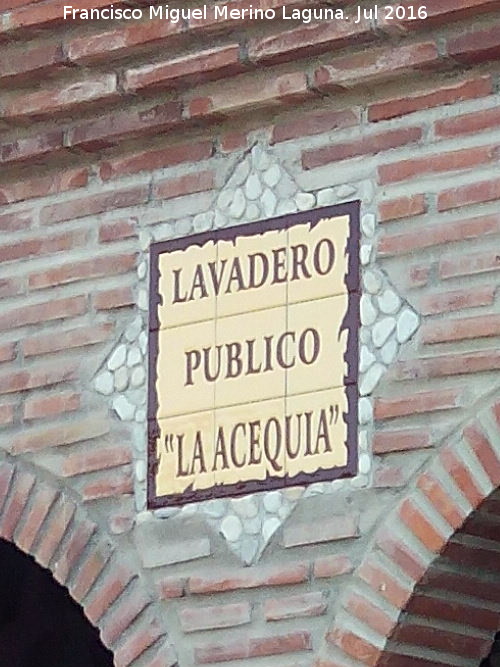 Francisco Miguel Merino Laguna. Jul 2016
LAVADERO
PUBLICO
"LA ACEQUIA"